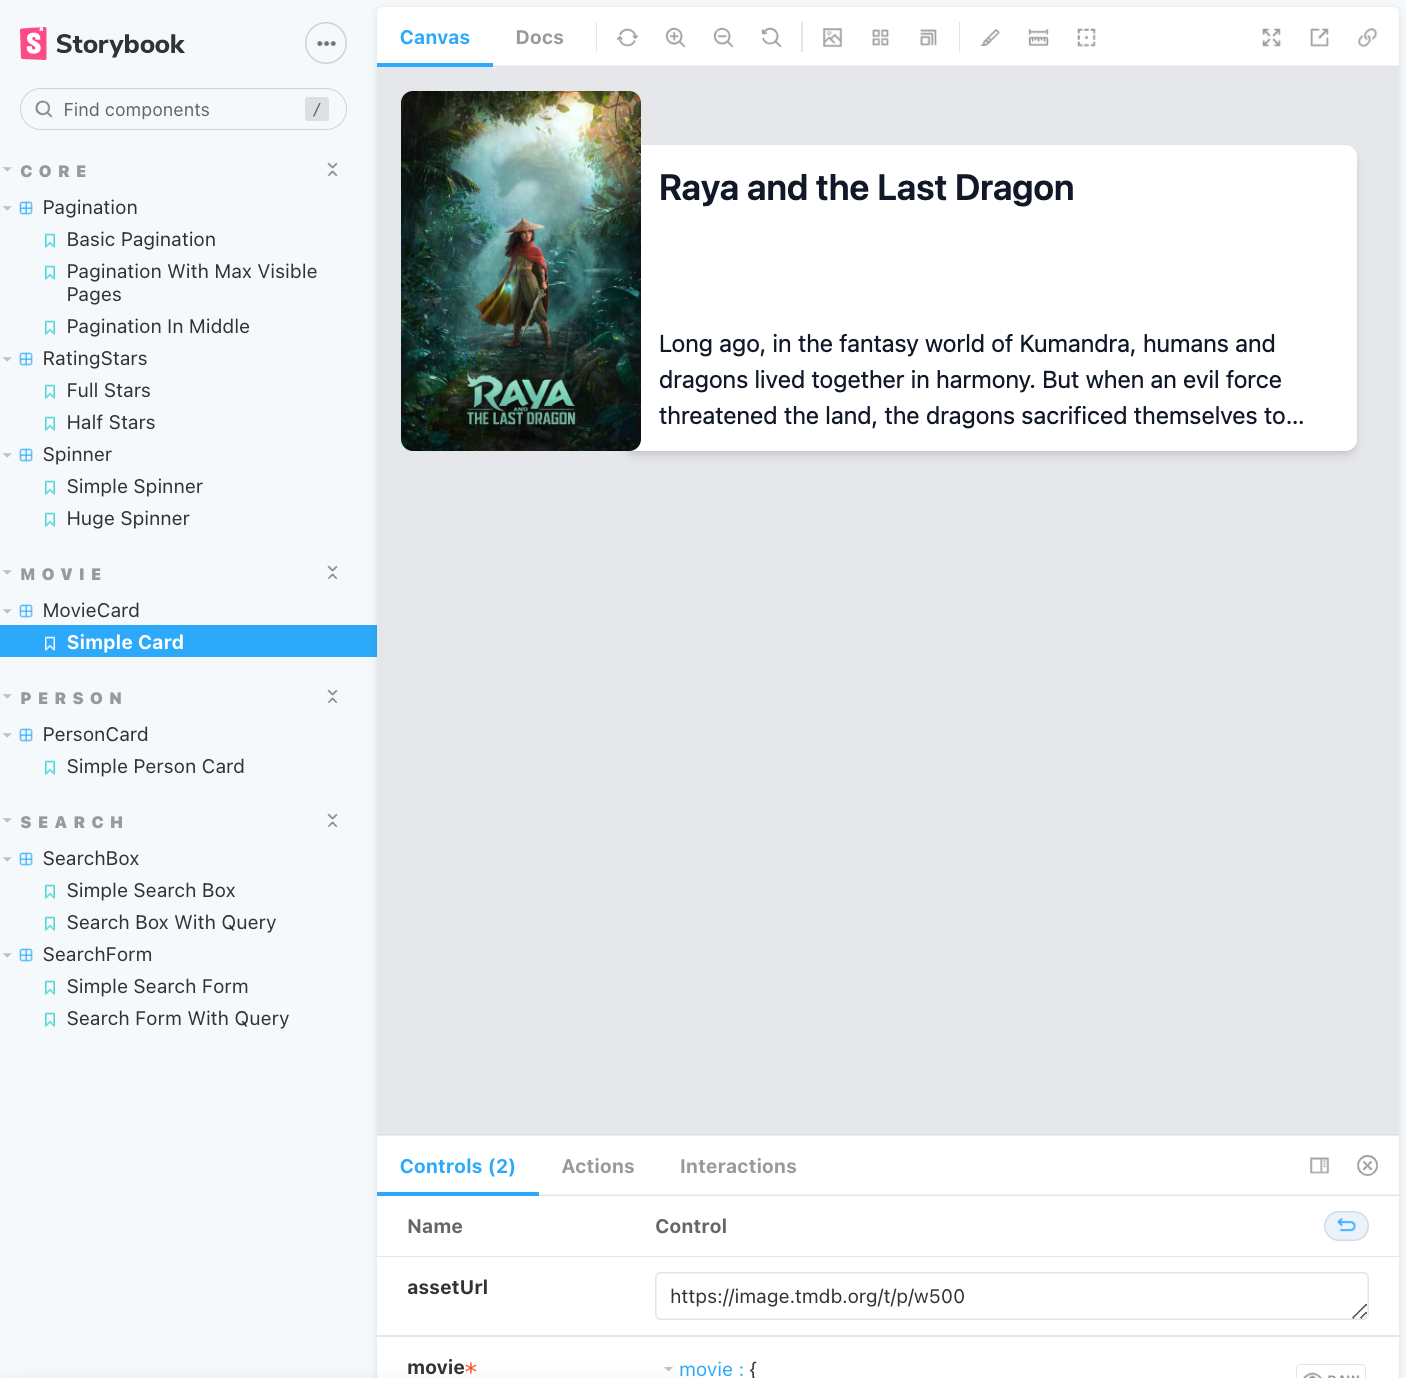 Storybook
Find components
/
CORE
Pagination
Basic Pagination
Pagination With Max Visible
Pages
Pagination In Middle
RatingStars
Full Stars
Half Stars
Spinner
Simple Spinner
Huge Spinner
MOVIE
MovieCard
Simple Card
PERSON
PersonCard
Simple Person Card
SEARCH
SearchBox
Simple Search Box
Search Box With Query
SearchForm
Simple Search Form
Search Form With Query
Canvas
Docs
RAYA
AND
THE LAST DRAGON
Raya and the Last Dragon
Long ago, in the fantasy world of Kumandra, humans and
dragons lived together in harmony. But when an evil force
threatened the land, the dragons sacrificed themselves to...
Controls (2)
Actions
Interactions
Name
Control
assetUrl
https://image.tmdb.org/t/p/w500
movie*
movie : {
RAW